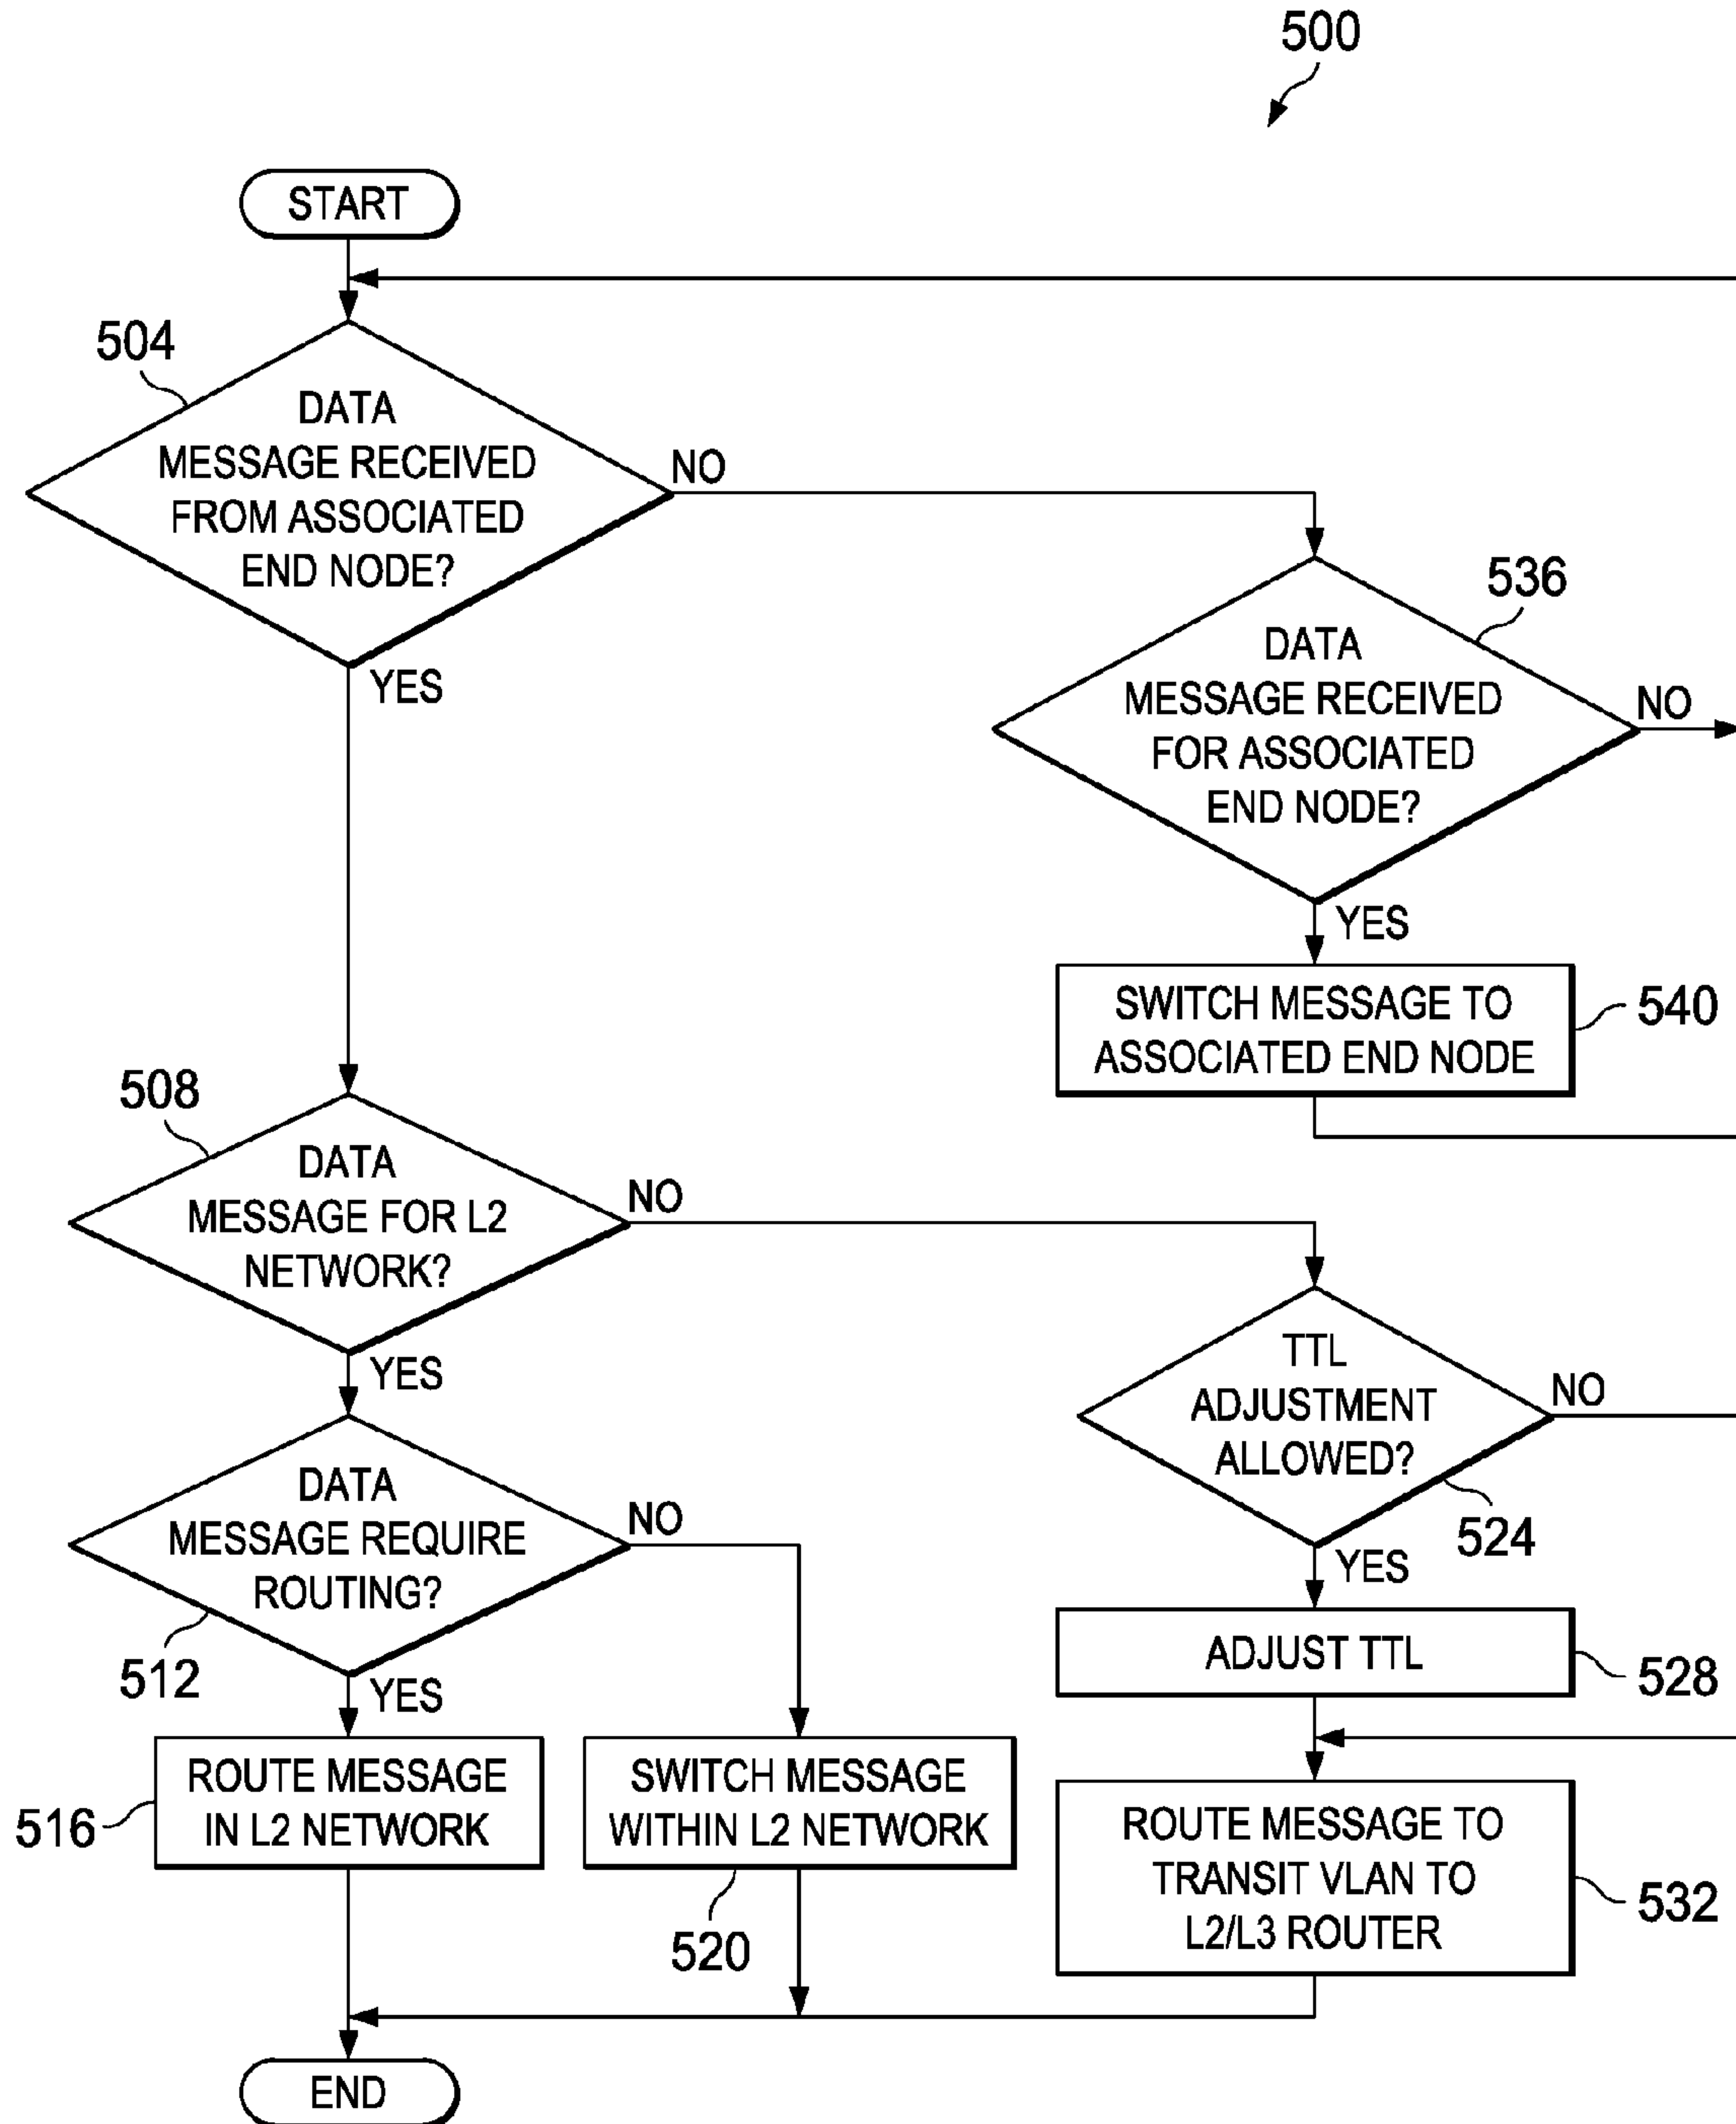 500
START
504
DATA
MESSAGE RECEIVED
FROM ASSOCIATED
END NODE?
NO
YES
536
DATA
MESSAGE RECEIVED
FOR ASSOCIATED
END NODE?
NO
YES
SWITCH MESSAGE TO
ASSOCIATED END NODE
540
508
DATA
MESSAGE FOR L2
NETWORK?
NO
YES
TTL
ADJUSTMENT
ALLOWED?
NO
524
YES
DATA
MESSAGE REQUIRE
ROUTING?
NO
512
YES
ADJUST TTL
528
ROUTE MESSAGE
IN L2 NETWORK
516
SWITCH MESSAGE
WITHIN L2 NETWORK
520
ROUTE MESSAGE TO
TRANSIT VLAN TO
L2/L3 ROUTER
532
END